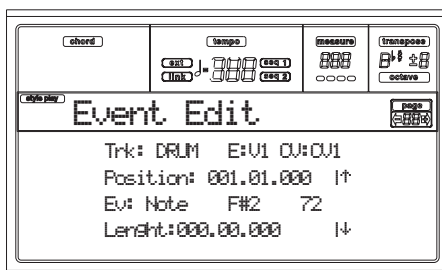 chord tempo measure transpose
ext seq 1
link seq 2
octave
style play Event Edit page
Trk: DRUM E:V1 CV:CV1
Position: 001.01.000
Ev: Note F#2 72
Lenght:000.00.000